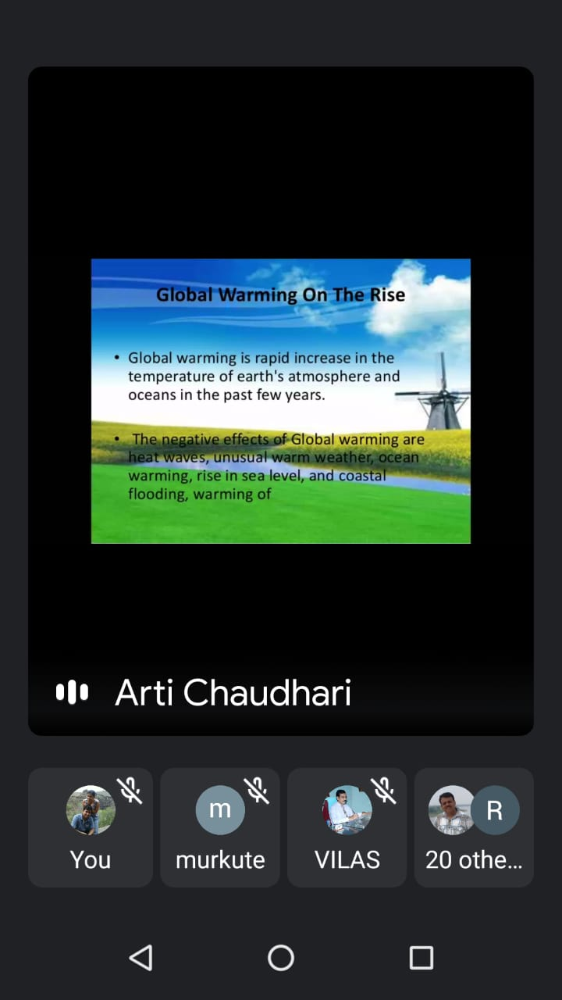 Global Warming On The Rise
• Global warming is rapid increase in the
temperature of earth's atmosphere and
oceans in the past few years.
• The negative effects of Global warming are
heat waves, unusual warm weather, ocean
warming, rise in sea level, and coastal
flooding, warming of
Arti Chaudhari
m
R
You
murkute
VILAS
20 othe...